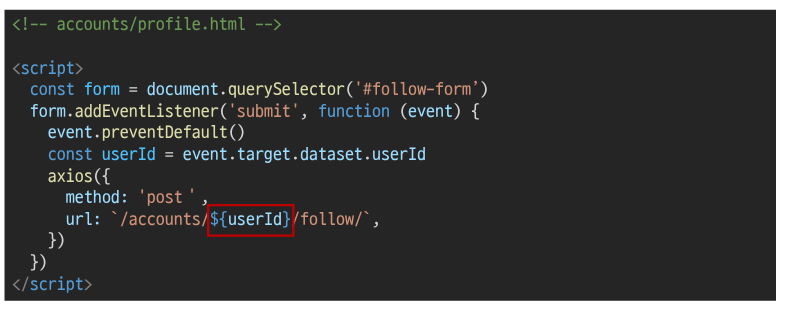 <!-- accounts/profile.html -->
<script>
const form = document.querySelector('#follow-form’)
form.addEventListener('submit', function (event) {
event.preventDefault()
const userId = event.target.dataset.userId
axios({
method: 'post＇,
url: `/accounts/${userId}/follow/`,
})
})
</script>